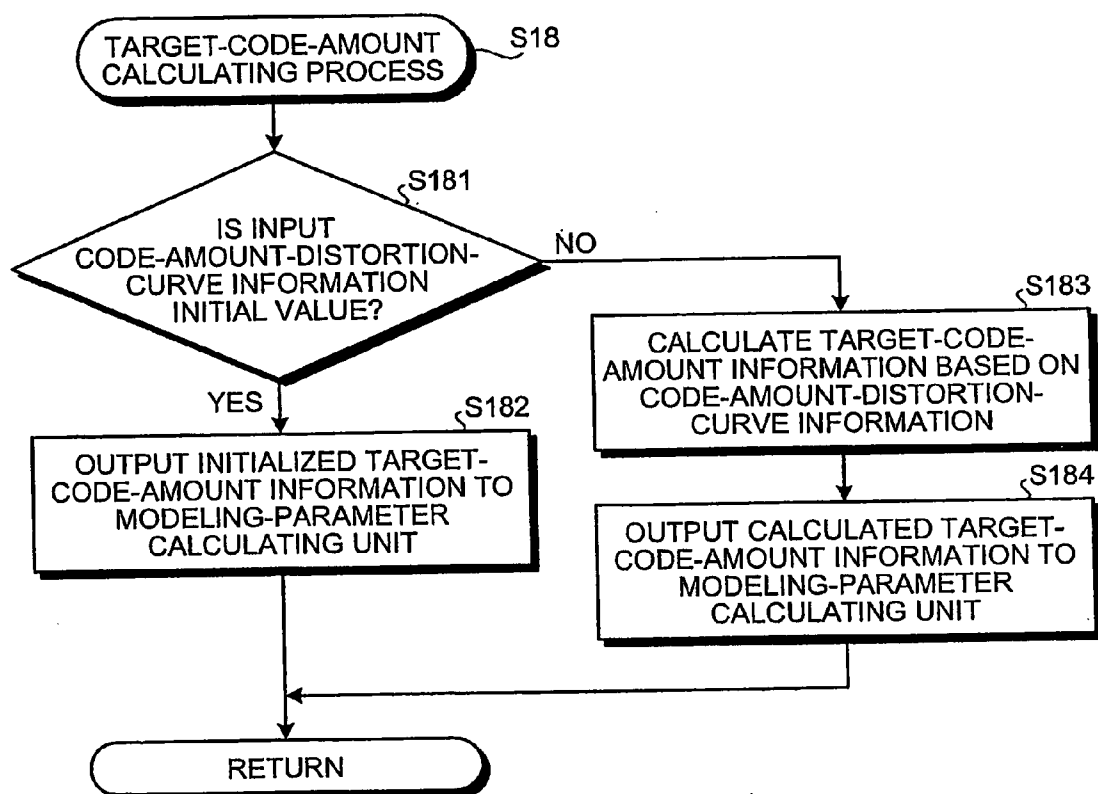 TARGET-CODE-AMOUNT
CALCULATING PROCESS
S18
S181
IS INPUT
CODE-AMOUNT-DISTORTION-
CURVE INFORMATION
INITIAL VALUE?
NO
YES
S182
OUTPUT INITIALIZED TARGET-
CODE-AMOUNT INFORMATION TO
MODELING-PARAMETER
CALCULATING UNIT
S183
CALCULATE TARGET-CODE-
AMOUNT INFORMATION BASED ON
CODE-AMOUNT-DISTORTION-
CURVE INFORMATION
S184
OUTPUT CALCULATED TARGET-
CODE-AMOUNT INFORMATION TO
MODELING-PARAMETER
CALCULATING UNIT
RETURN